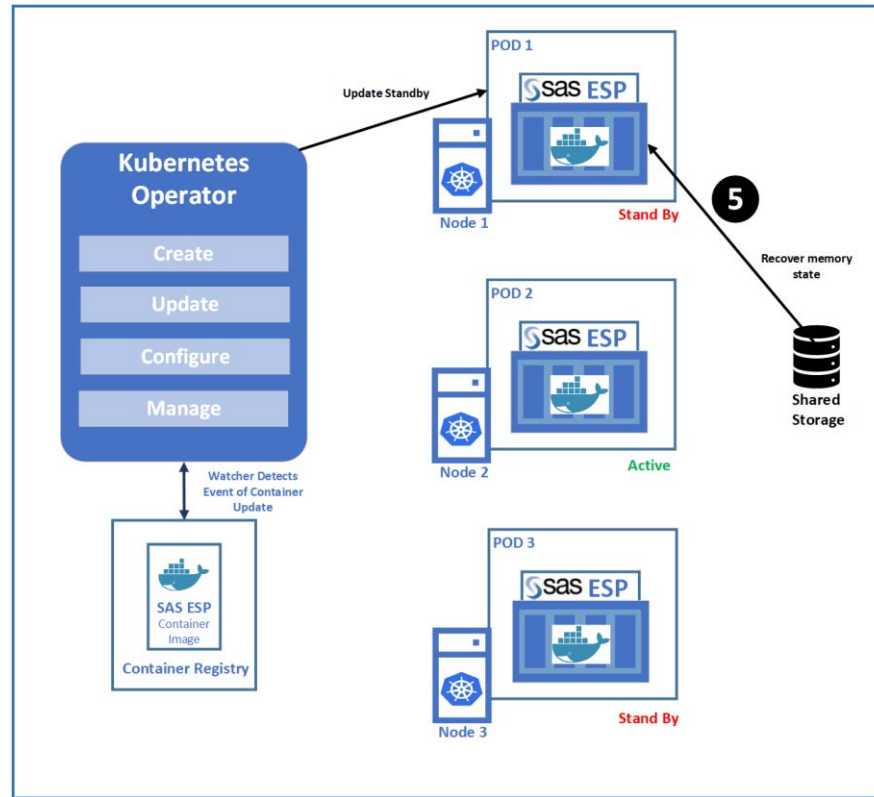 Kubernetes
Operator
Create
Update
Configure
Manage
Watcher Detects
Event of Container
Update
SAS ESP
Container
Image
Container Registry
Update Standby
POD 1
sas ESP
Node 1
Stand By
POD 2
sas ESP
Node 2
Active
POD 3
sas ESP
Node 3
Stand By
5
Recover memory
state
Shared
Storage